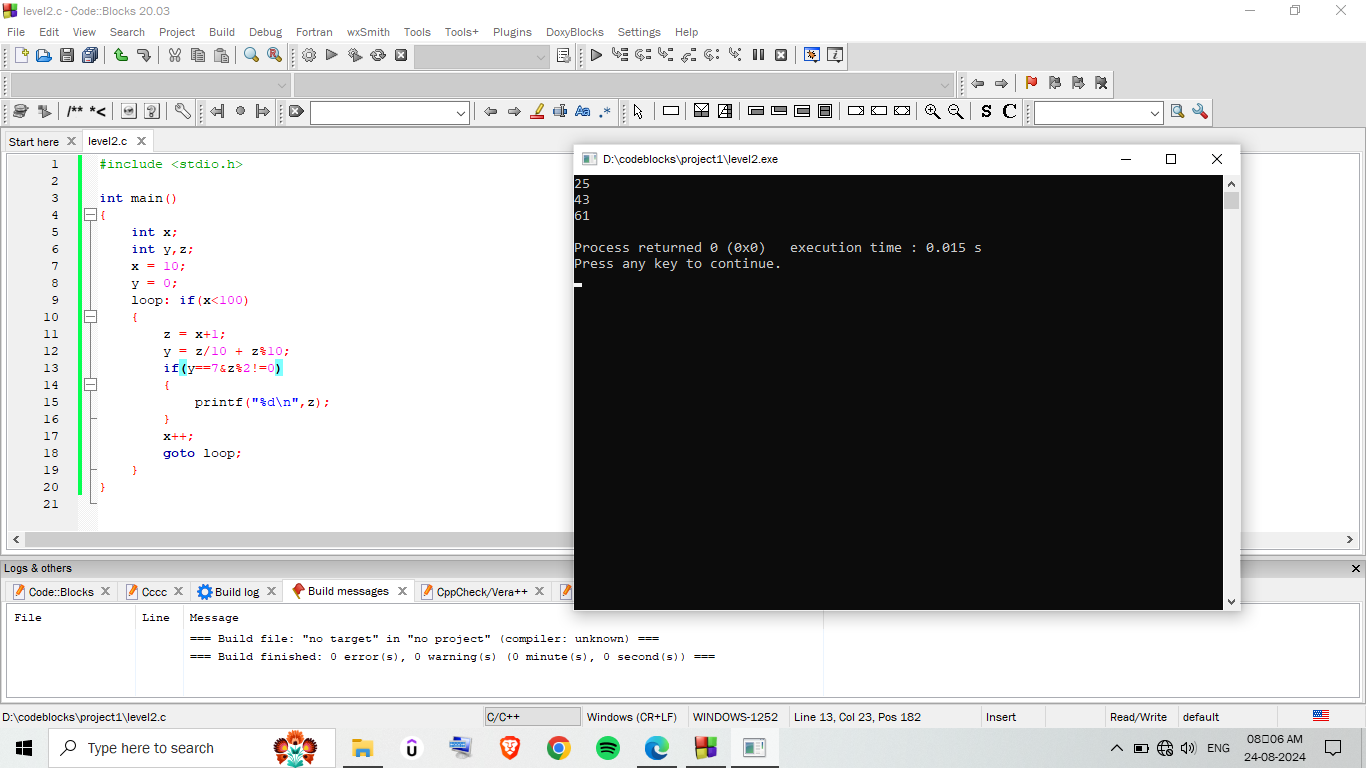 level2.c - Code::Blocks 20.03
File Edit View Search Project Build Debug Fortran wxSmith Tools Tools+ Plugins DoxyBlocks Settings Help
/** *<
Aa .*
S C
Start here level2.c
1 #include <stdio.h>
2
3 int main()
4 {
5 int x;
6 int y,z;
7 x = 10;
8 y = 0;
9 loop: if(x<100)
10 {
11 z = x+1;
12 y = z/10 + z%10;
13 if(y==7&z%2!=0)
14 {
15 printf("%d\n",z);
16 }
17 x++;
18 goto loop;
19 }
20 }
21
D:\codeblocks\project1\level2.exe
25
43
61
Process returned 0 (0x0)   execution time : 0.015 s
Press any key to continue.
Logs & others
Code::Blocks Cccc Build log Build messages CppCheck/Vera++
File Line Message
=== Build file: "no target" in "no project" (compiler: unknown) ===
=== Build finished: 0 error(s), 0 warning(s) (0 minute(s), 0 second(s)) ===
D:\codeblocks\project1\level2.c C/C++ Windows (CR+LF) WINDOWS-1252 Line 13, Col 23, Pos 182 Insert Read/Write default
Type here to search
ENG
08▯06 AM
24-08-2024